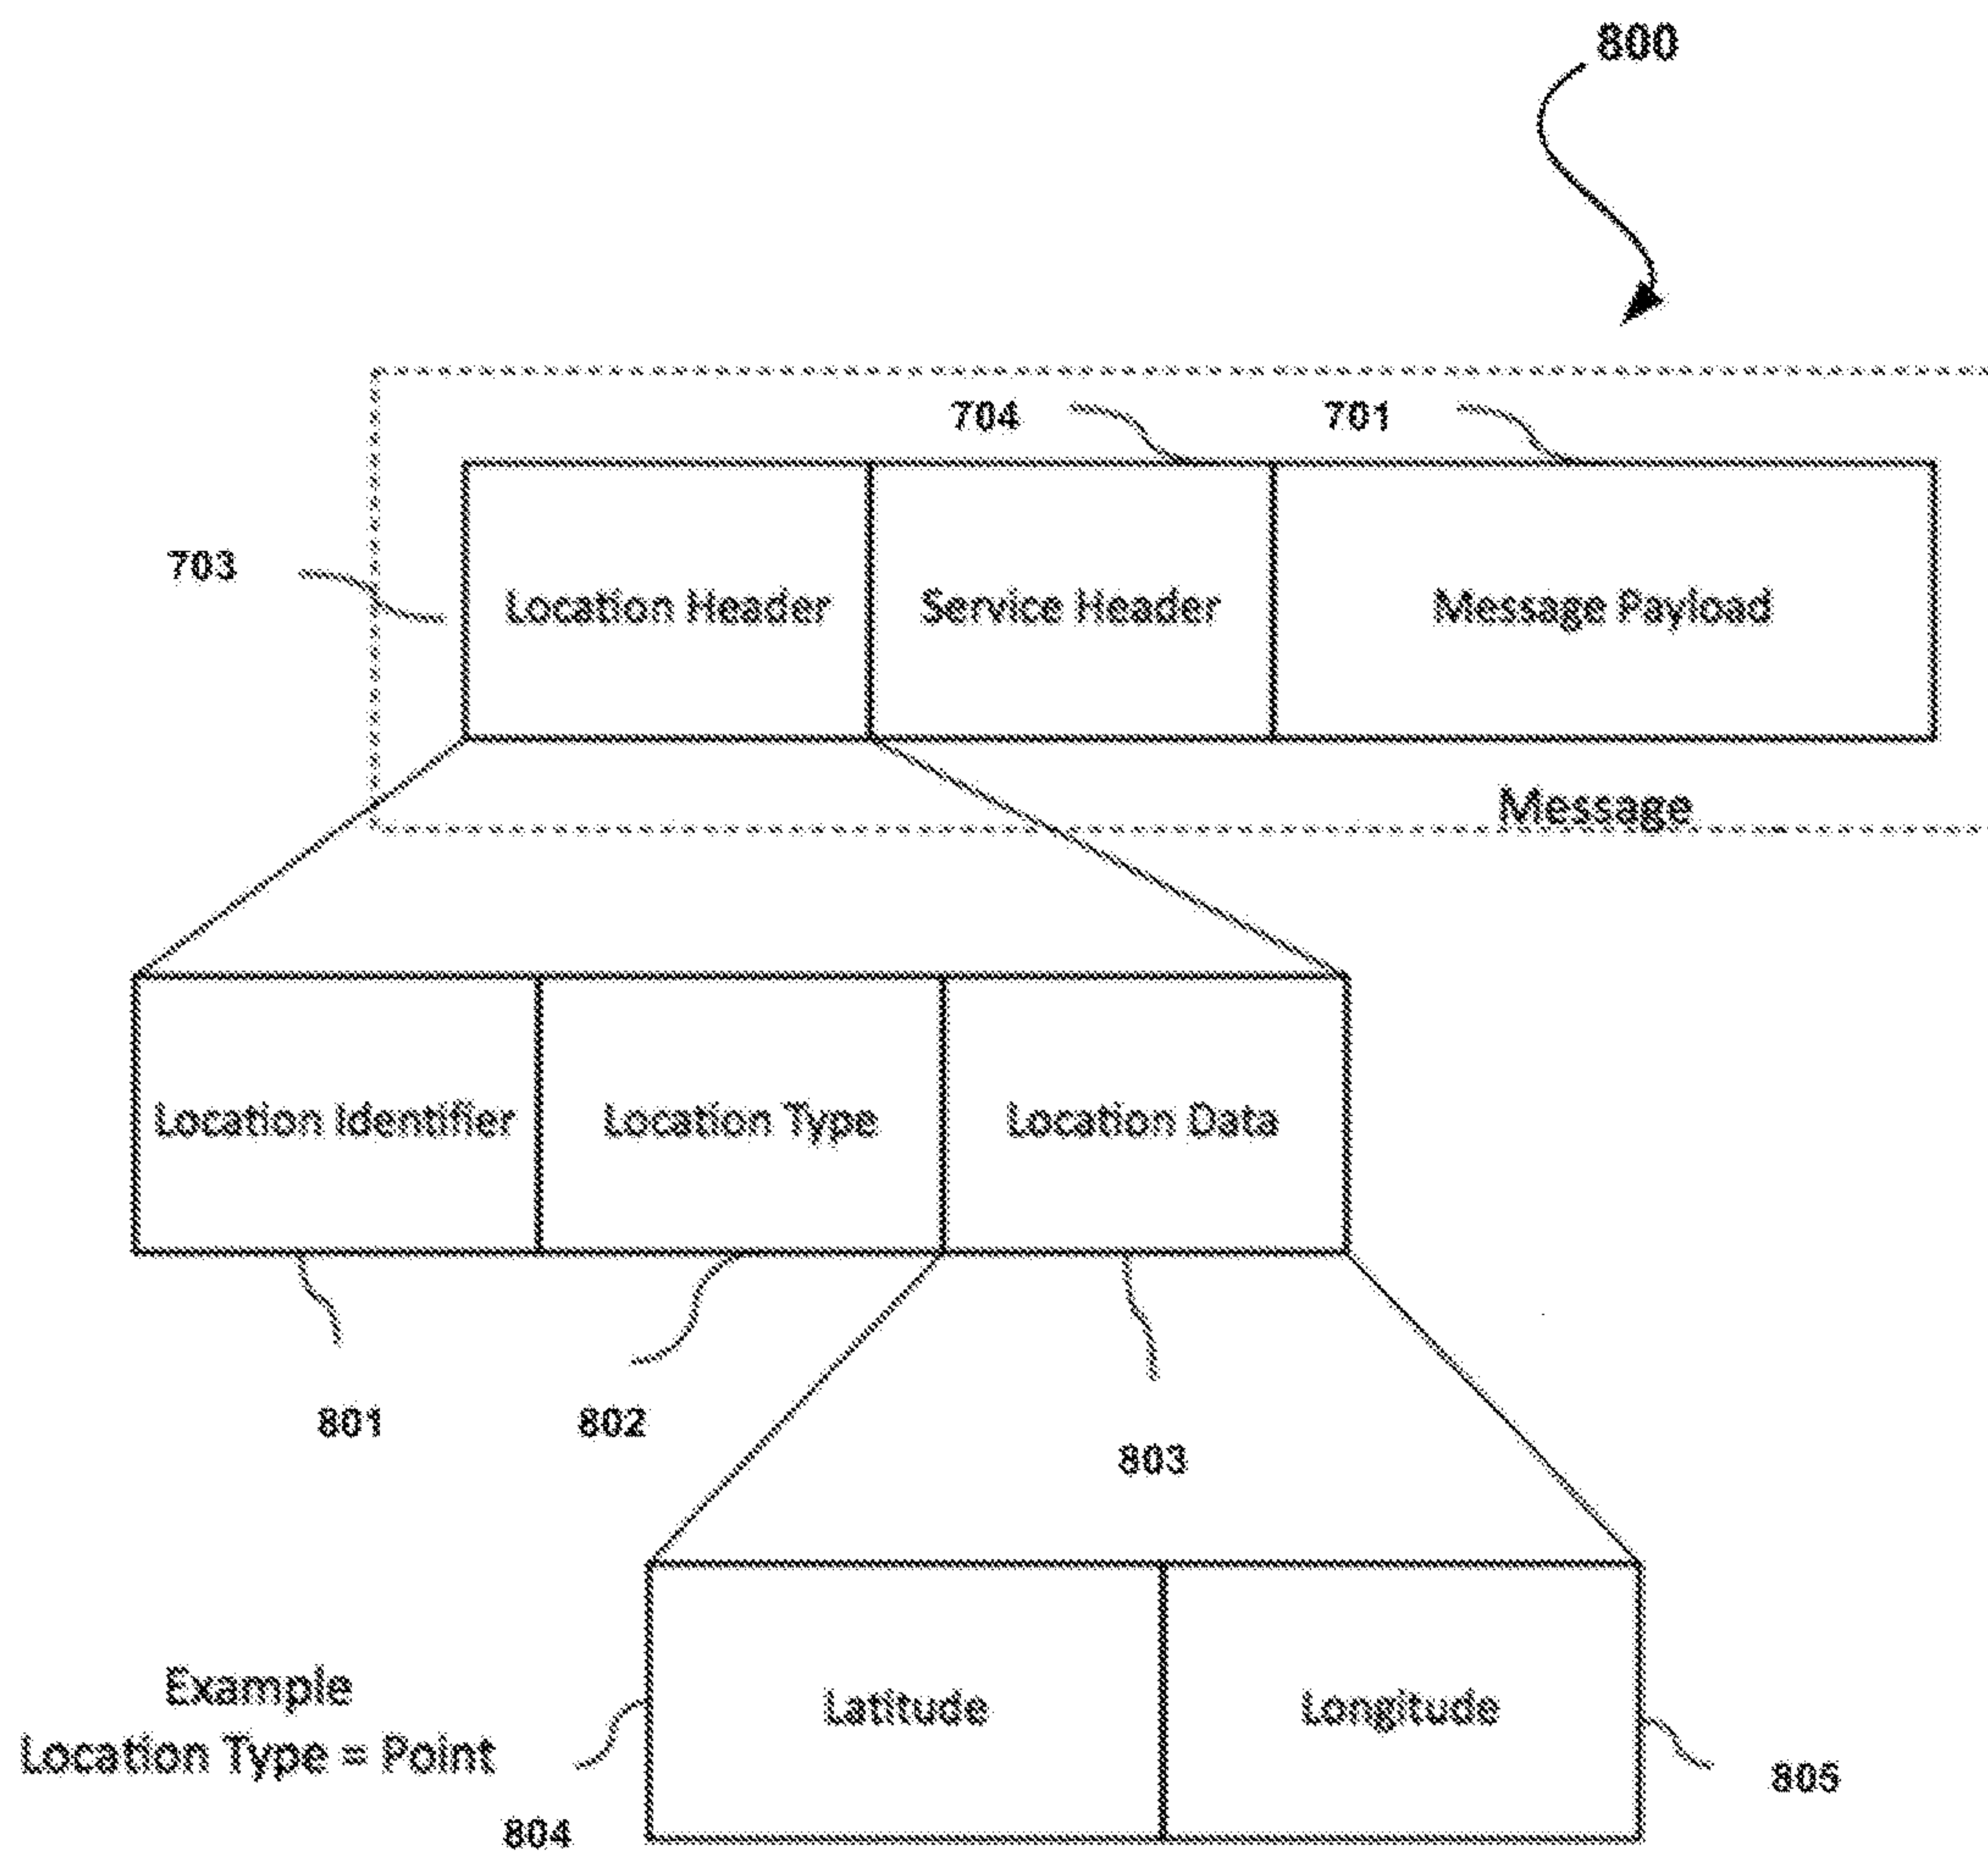 800
704
701
703
Location Header
Service Header
Message Payload
Message
Location Identifier
Location Type
Location Data
801
802
803
Example
Location Type = Point
Latitude
Longitude
804
805